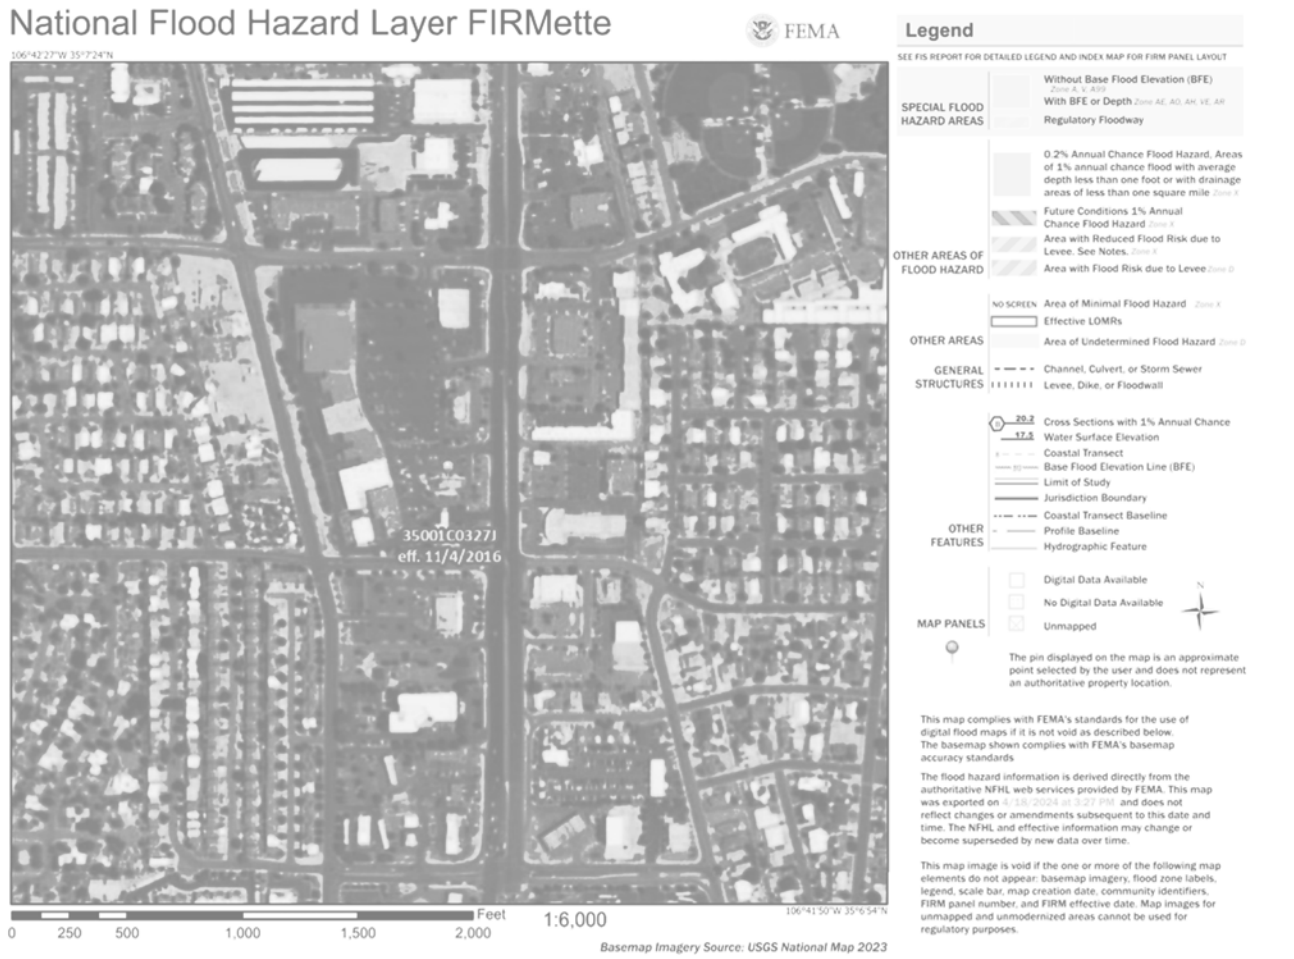 National Flood Hazard Layer FIRMette
FEMA
Legend
106°42'27"W 35°7'24"N
SEE FIS REPORT FOR DETAILED LEGEND AND INDEX MAP FOR FIRM PANEL LAYOUT
SPECIAL FLOOD
HAZARD AREAS
Without Base Flood Elevation (BFE)
Zone A, V, A99
With BFE or Depth Zone AE, AO, AH, VE, AR
Regulatory Floodway
0.2% Annual Chance Flood Hazard, Areas
of 1% annual chance flood with average
depth less than one foot or with drainage
areas of less than one square mile Zone X
Future Conditions 1% Annual
Chance Flood Hazard Zone X
Area with Reduced Flood Risk due to
Levee. See Notes. Zone X
Area with Flood Risk due to Levee Zone D
OTHER AREAS OF
FLOOD HAZARD
NO SCREEN Area of Minimal Flood Hazard Zone X
Effective LOMRs
OTHER AREAS
Area of Undetermined Flood Hazard Zone D
GENERAL
STRUCTURES
Channel, Culvert, or Storm Sewer
Levee, Dike, or Floodwall
20.2 Cross Sections with 1% Annual Chance
17.5 Water Surface Elevation
Coastal Transect
Base Flood Elevation Line (BFE)
Limit of Study
Jurisdiction Boundary
Coastal Transect Baseline
OTHER
FEATURES
Profile Baseline
Hydrographic Feature
35001C0327J
eff. 11/4/2016
Digital Data Available
No Digital Data Available
Unmapped
MAP PANELS
N
The pin displayed on the map is an approximate
point selected by the user and does not represent
an authoritative property location.
This map complies with FEMA's standards for the use of
digital flood maps if it is not void as described below.
The basemap shown complies with FEMA's basemap
accuracy standards
The flood hazard information is derived directly from the
authoritative NFHL web services provided by FEMA. This map
was exported on 4/18/2024 at 3:27 PM and does not
reflect changes or amendments subsequent to this date and
time. The NFHL and effective information may change or
become superseded by new data over time.
This map image is void if the one or more of the following map
elements do not appear: basemap imagery, flood zone labels,
legend, scale bar, map creation date, community identifiers,
FIRM panel number, and FIRM effective date. Map images for
unmapped and unmodernized areas cannot be used for
regulatory purposes.
106°41'50"W 35°6'54"N
Feet
1:6,000
0 250 500 1,000 1,500 2,000
Basemap Imagery Source: USGS National Map 2023